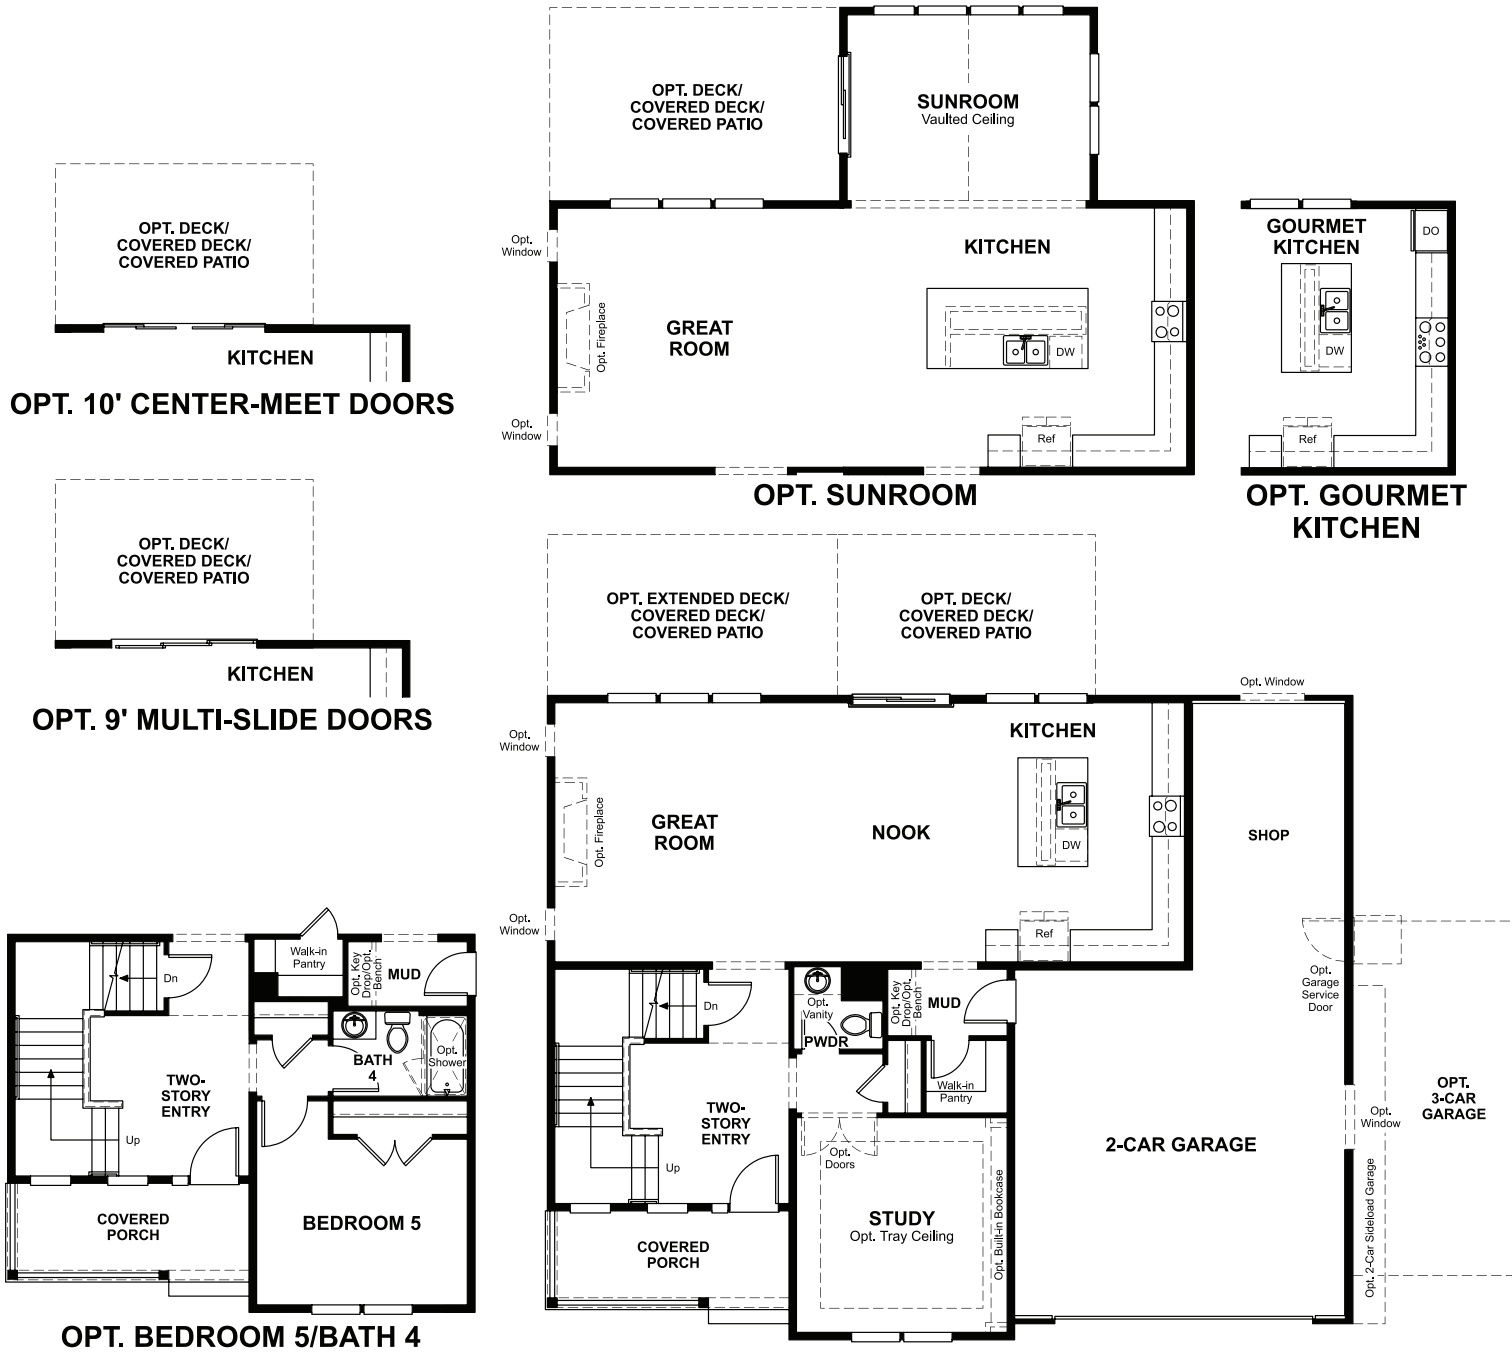 OPT. DECK/
COVERED DECK/
COVERED PATIO
KITCHEN
OPT. 10' CENTER-MEET DOORS
OPT. DECK/
COVERED DECK/
COVERED PATIO
KITCHEN
OPT. 9' MULTI-SLIDE DOORS
OPT. DECK/
COVERED DECK/
COVERED PATIO
SUNROOM
Vaulted Ceiling
Opt.
Window
KITCHEN
Opt. Fireplace
GREAT
ROOM
DW
Opt.
Window
Ref
OPT. SUNROOM
GOURMET
KITCHEN
DO
DW
Ref
OPT. GOURMET
KITCHEN
OPT. EXTENDED DECK/
COVERED DECK/
COVERED PATIO
OPT. DECK/
COVERED DECK/
COVERED PATIO
Opt. Window
Opt.
Window
KITCHEN
Opt. Fireplace
GREAT
ROOM
NOOK
DW
SHOP
Opt.
Window
Ref
Opt.
Garage
Service
Door
Dn
Opt.
Vanity
PWDR
Opt. Key
Drop/Opt.
Bench
MUD
Walk-in
Pantry
TWO-
STORY
ENTRY
Up
Opt.
Doors
2-CAR GARAGE
Opt.
Window
OPT.
3-CAR
GARAGE
STUDY
Opt. Tray Ceiling
Opt. Built-in Bookcase
Opt. 2-Car Sideload Garage
COVERED
PORCH
Dn
Walk-in
Pantry
Opt. Key
Drop/Opt.
Bench
MUD
BATH
4
Opt.
Shower
TWO-
STORY
ENTRY
Up
COVERED
PORCH
BEDROOM 5
OPT. BEDROOM 5/BATH 4